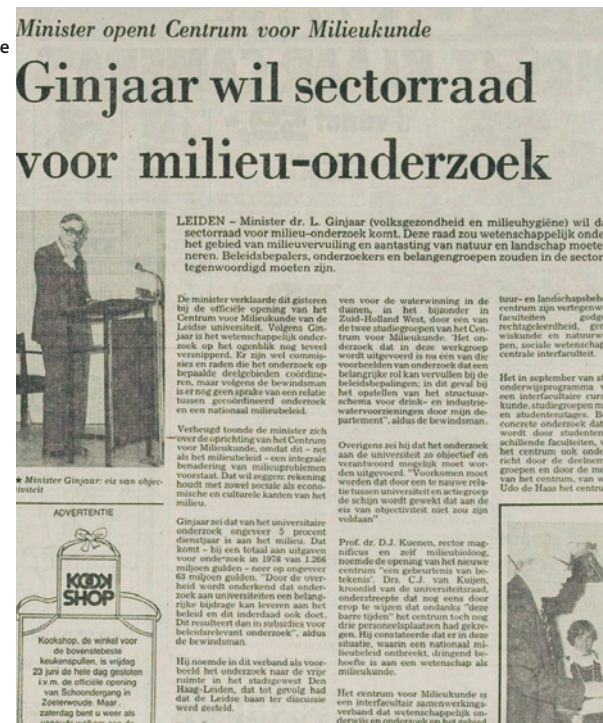 e
Minister opent Centrum voor Milieukunde
Ginjaar wil sectorraad
voor milieu-onderzoek
LEIDEN – Minister dr. L. Ginjaar (volksgezondheid en milieuhygiëne) wil da
sectorraad voor milieu-onderzoek komt. Deze raad zou wetenschappelijk onde
het gebied van milieuvervuiling en aantasting van natuur en landschap moete
neren. Beleidsbepalers, onderzoekers en belangengroepen zouden in de sector
tegenwoordigd moeten zijn.
★ Minister Ginjaar: eis van objec-
tiviteit
ADVERTENTIE
KOOK
SHOP
Kookshop, de winkel voor
de bovenstebeste
keukenspullen, is vrijdag
23 juni de hele dag gesloten
i.v.m. de officiële opening
van Schoondergang in
Zoeterwoude. Maar
zaterdag bent u weer als
De minister verklaarde dit gisteren
bij de officiële opening van het
Centrum voor Milieukunde van de
Leidse universiteit. Volgens Gin-
jaar is het wetenschappelijk onder-
zoek op het ogenblik nog teveel
versnipperd. Er zijn wel commis-
sies en raden die het onderzoek op
bepaalde deelgebieden coördine-
ren, maar volgens de bewindsman
is er nog geen sprake van een relatie
tussen gecoördineerd onderzoek
en een nationaal milieubeleid.
Verheugd toonde de minister zich
over de oprichting van het Centrum
voor Milieukunde, omdat dit – net
als het milieubeleid – een integrale
benadering van milieuproblemen
voorstaat. Dat wil zeggen: rekening
houdt met zowel sociale als econo-
mische en culturele kanten van het
milieu.
Ginjaar zei dat van het universitaire
onderzoek ongeveer 5 procent
dienstjaar is aan het milieu. Dat
komt – bij een totaal aan uitgaven
voor onderzoek in 1978 van 1.266
miljoen gulden – neer op ongeveer
63 miljoen gulden. "Door de over-
heid wordt onderkend dat onder-
zoek aan universiteiten een belang-
rijke bijdrage kan leveren aan het
beleid en dit inderdaad ook doet.
Dit resulteert dan in subsidies voor
beleidsrelevant onderzoek", aldus
de bewindsman.
Hij noemde in dit verband als voor-
beeld het onderzoek naar de vrije
ruimte in het stadsgewest Den
Haag-Leiden, dat tot gevolg had
dat de Leidse baan ter discussie
werd gesteld.
ven voor de waterwinning in de
duinen, in het bijzonder in
Zuid-Holland West, door een van
de twee studiegroepen van het Cen-
trum voor Milieukunde. 'Het on-
derzoek dat in deze werkgroep
wordt uitgevoerd is nu één van die
voorbeelden van onderzoek dat een
belangrijke rol kan vervullen bij de
beleidsbepalingen; in dit geval bij
het opstellen van het structuur-
schema voor drink- en industrie-
watervoorzieningen door mijn de-
partement", aldus de bewindsman.
Overigens zei hij dat het onderzoek
aan de universiteit zo objectief en
verantwoord mogelijk moet wor-
den uitgevoerd. "Voorkomen moet
worden dat door een te nauwe rela-
tie tussen universiteit en actiegroep
de schijn wordt gewekt dat aan de
eis van objectiviteit niet zou zijn
voldaan"
Prof. dr. D.J. Kuenen, rector mag-
nificus en zelf milieubioloog,
noemde de opening van het nieuwe
centrum "een gebeurtenis van be-
tekenis'. Drs. C.J. van Kuijen,
kroonlid van de universiteitsraad,
onderstreepte dat nog eens door
erop te wijzen dat ondanks "deze
barre tijden" het centrum toch nog
drie personeelsplaatsen had gekre-
gen. Hij constateerde dat er in deze
situatie, waarin een nationaal mi-
lieubeleid ontbreekt, dringend be-
hoefte is aan een wetenschap als
milieukunde.
Het centrum voor Milieukunde is
een interfacultair samenwerkings-
verband dat wetenschappelijk on-
derwijs en onderzoek op het gebied
tuur- en landschapsbehe
centrum zijn vertegenwo
faculteiten godge
rechtsgeleerdheid, gen
wiskunde en natuurwe
pen, sociale wetenschap
centrale interfaculteit.
Het in september van st
onderwijsprogramma v
een interfacultaire curs
kunde, studiegroepen m
en studentenstages. B
concrete onderzoek dat
wordt door studenten
schillende faculteiten, v
het centrum ook onde
richt door de deelnem
groepen en door de me
van het centrum, van w
Udo de Haas het centru